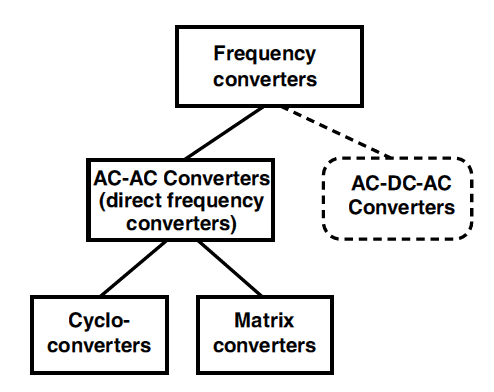 Frequency
converters
AC-AC Converters
(direct frequency
converters)
AC-DC-AC
Converters
Cyclo-
converters
Matrix
converters